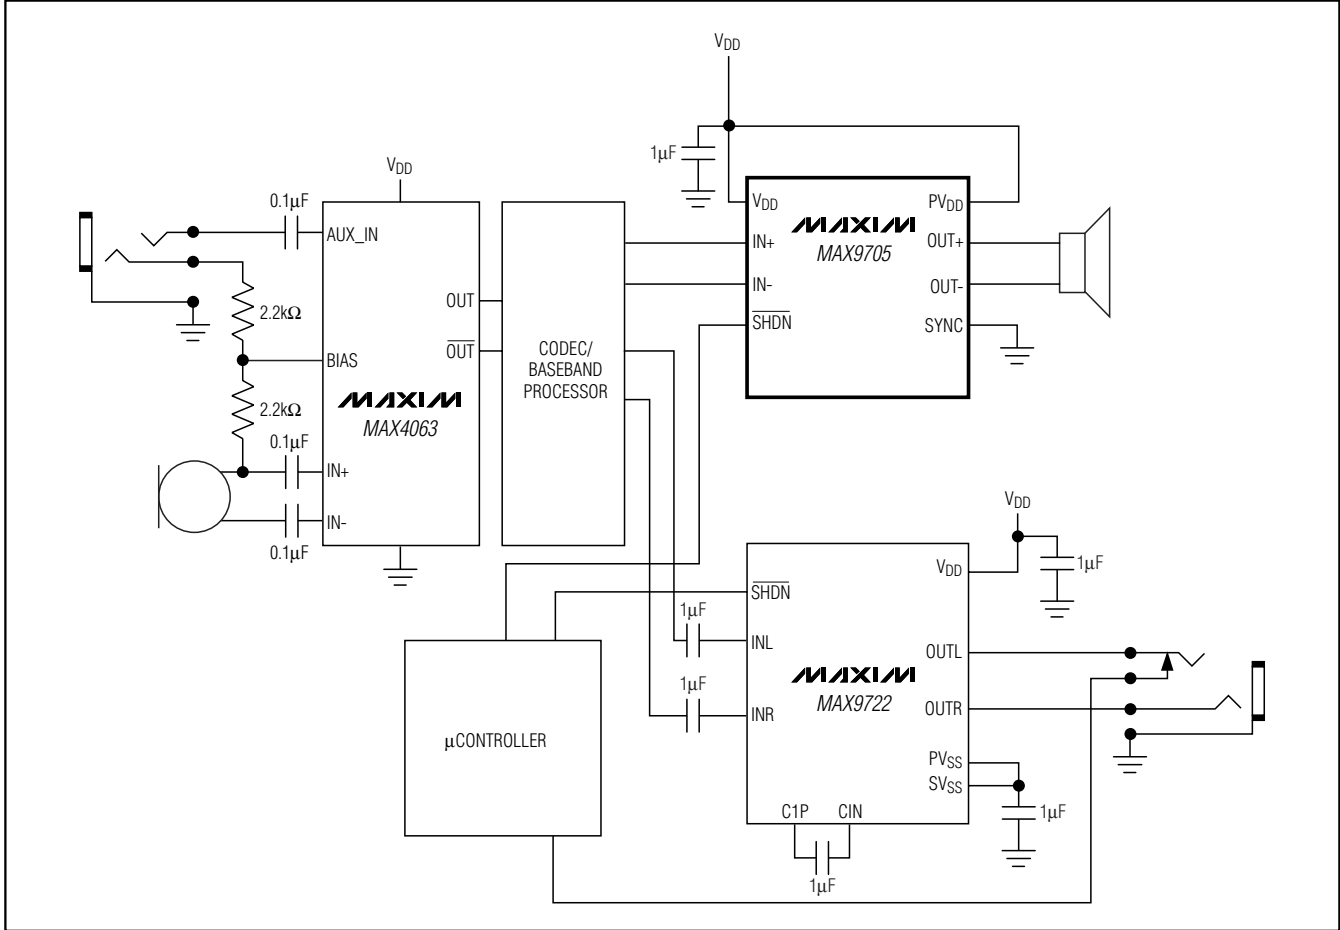 VDD
1µF
VDD
PVDD
MAXIM
MAX9705
IN+
OUT+
IN-
OUT-
SHDN
SYNC
VDD
0.1µF
AUX_IN
2.2kΩ
OUT
OUT
BIAS
MAXIM
MAX4063
2.2kΩ
0.1µF
IN+
IN-
0.1µF
CODEC/
BASEBAND
PROCESSOR
VDD
VDD
1µF
SHDN
1µF
INL
OUTL
MAXIM
MAX9722
1µF
INR
OUTR
µCONTROLLER
PVSS
SVSS
1µF
C1P
CIN
1µF